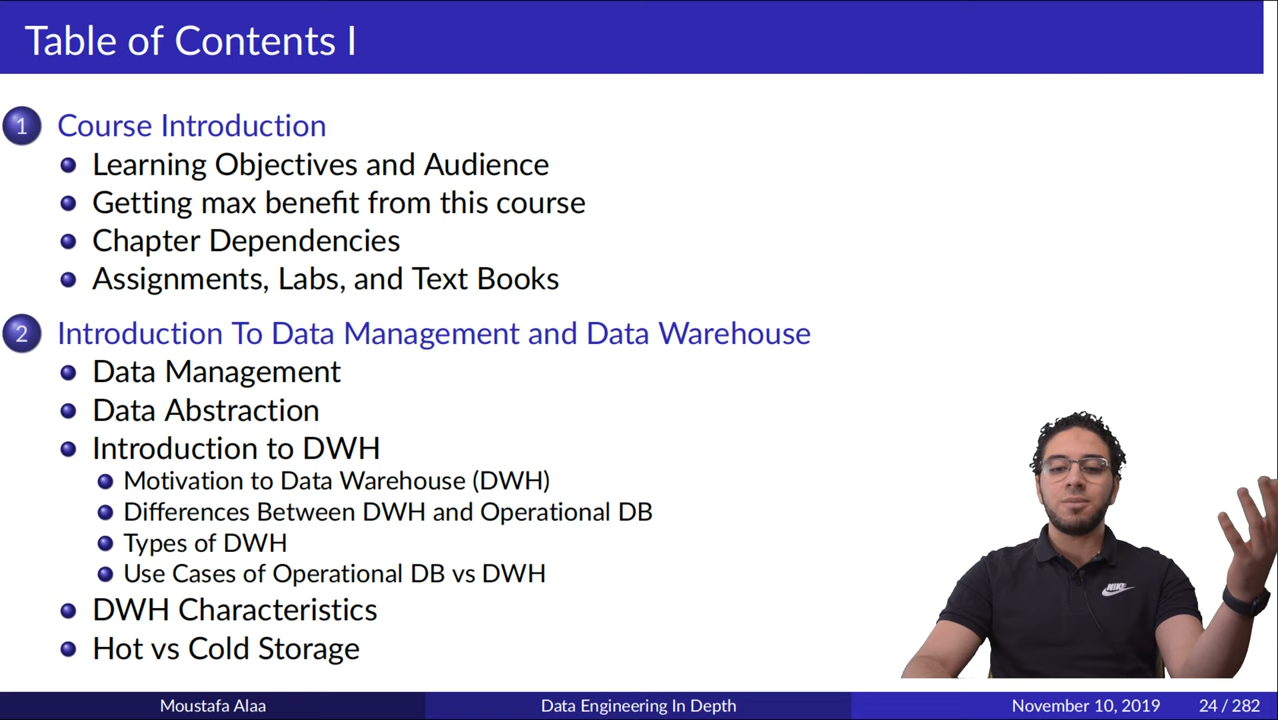 Table of Contents I
1 Course Introduction
Learning Objectives and Audience
Getting max benefit from this course
Chapter Dependencies
Assignments, Labs, and Text Books
2 Introduction To Data Management and Data Warehouse
Data Management
Data Abstraction
Introduction to DWH
Motivation to Data Warehouse (DWH)
Differences Between DWH and Operational DB
Types of DWH
Use Cases of Operational DB vs DWH
DWH Characteristics
Hot vs Cold Storage
NIKE
Moustafa Alaa Data Engineering In Depth November 10, 2019 24 / 282